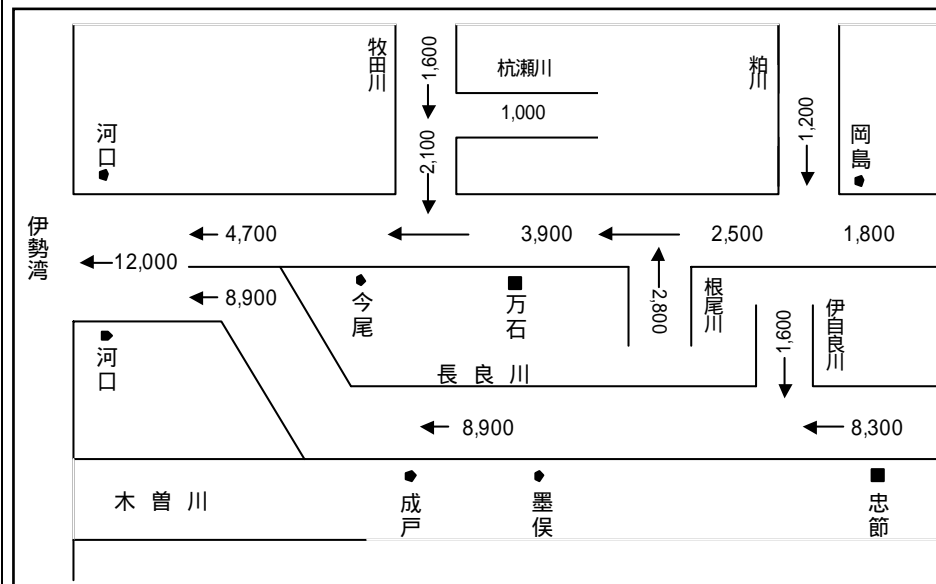 牧田川
1,600
杭瀬川
1,000
粕川
1,200
岡島
河口
2,100
伊勢湾
4,700
3,900
2,500
1,800
12,000
8,900
今尾
万石
2,800
根尾川
1,600
伊自良川
河口
長良川
8,900
8,300
木曽川
成戸
墨俣
忠節